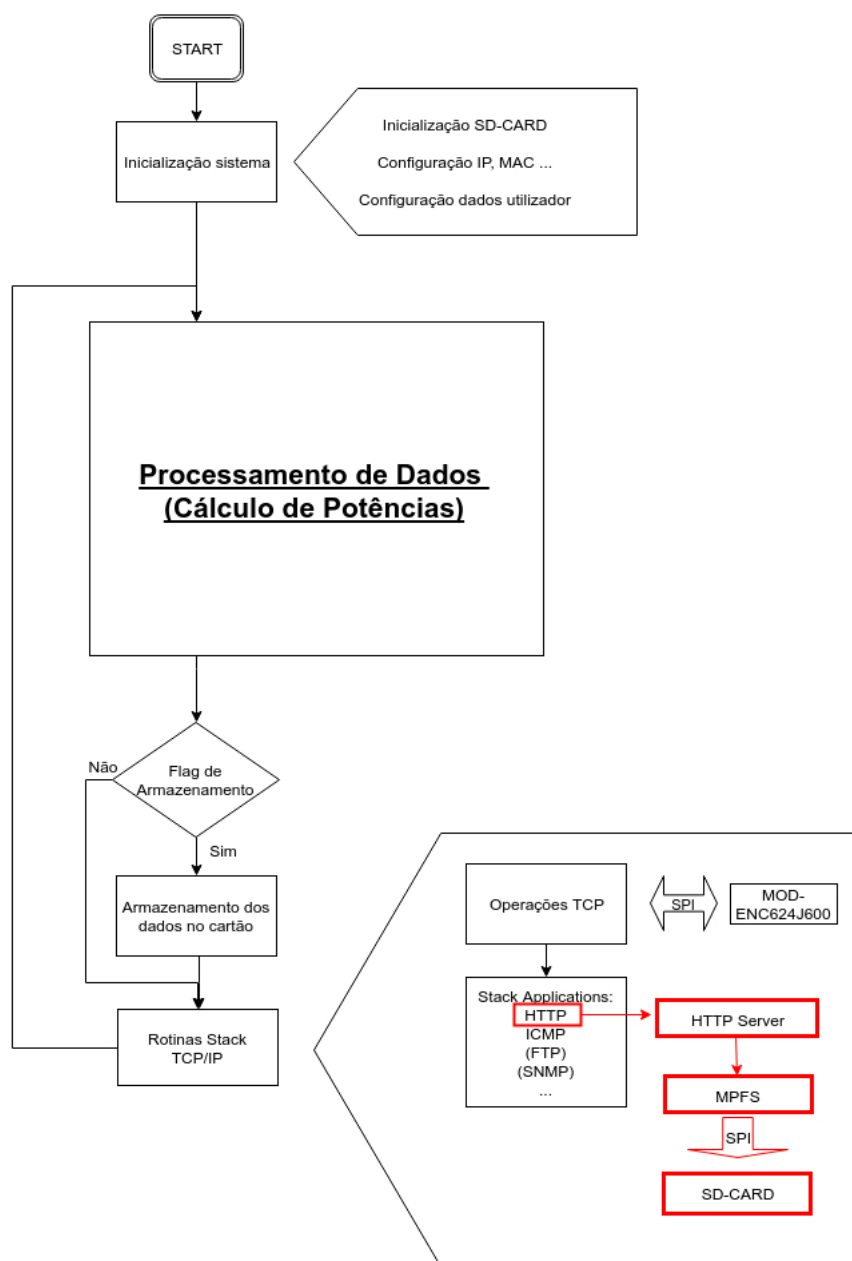 START
Inicialização sistema
Inicialização SD-CARD
Configuração IP, MAC ...
Configuração dados utilizador
Processamento de Dados
(Cálculo de Potências)
Não
Flag de
Armazenamento
Sim
Armazenamento dos
dados no cartão
Rotinas Stack
TCP/IP
Operações TCP
SPI
MOD-
ENC624J600
Stack Applications:
HTTP
ICMP
(FTP)
(SNMP)
...
HTTP Server
MPFS
SPI
SD-CARD